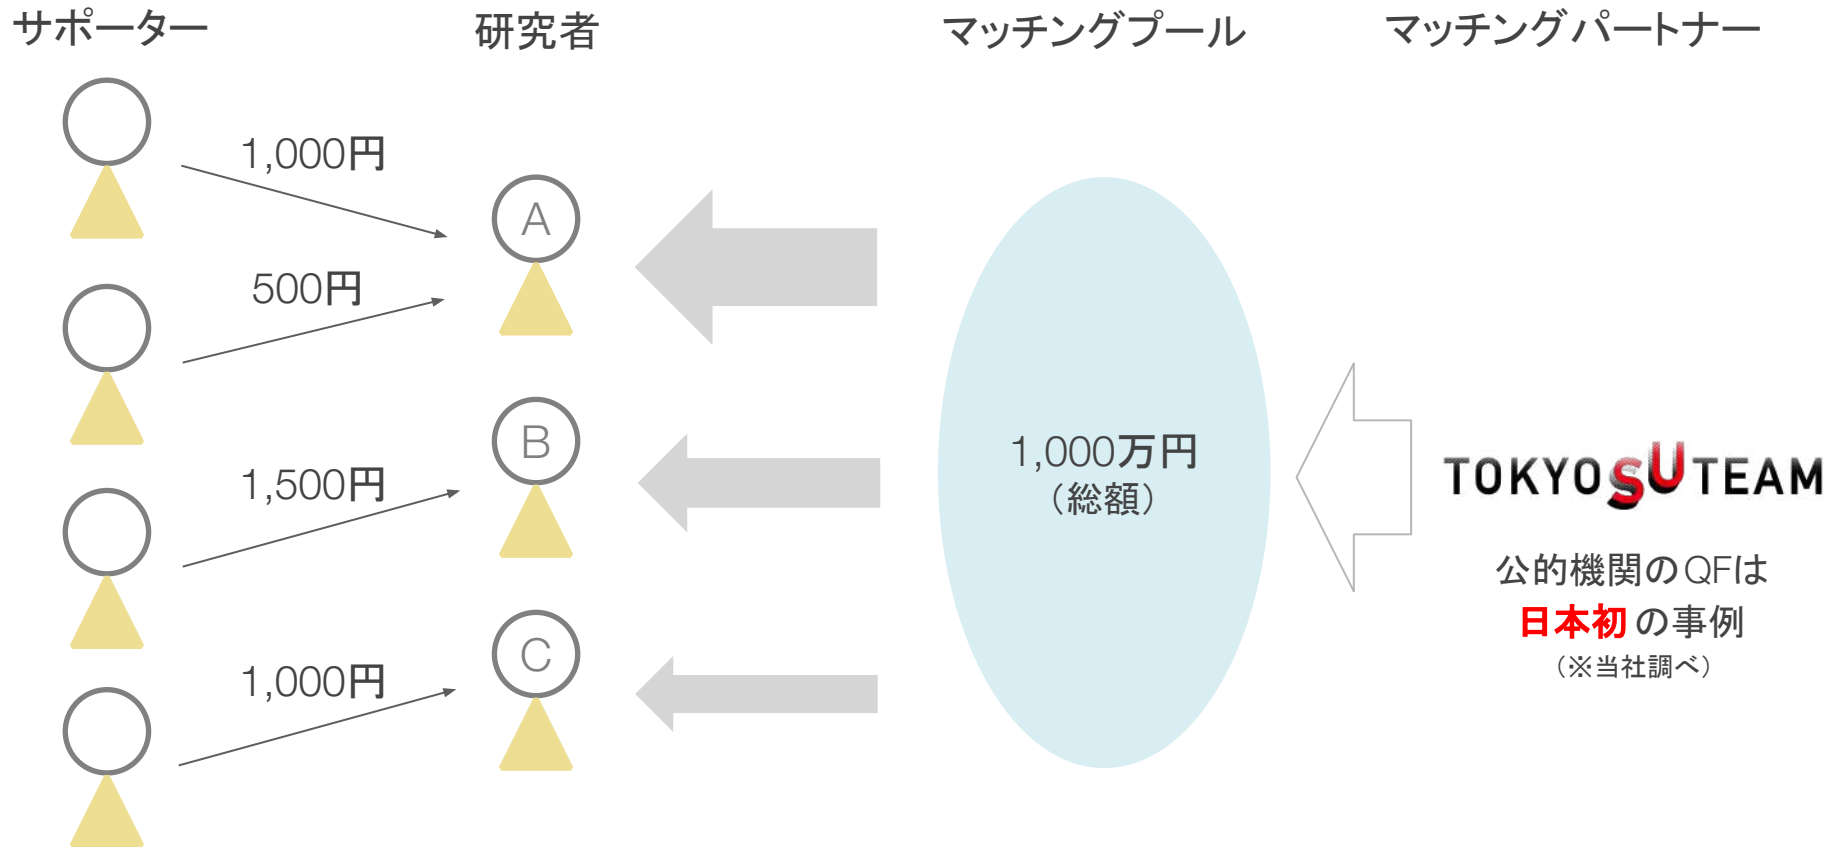 サポーター
研究者
マッチングプール
マッチングパートナー
1,000円
500円
1,500円
1,000円
A
B
C
1,000万円
（総額）
TOKYO SU TEAM
公的機関のQFは
日本初の事例
（※当社調べ）